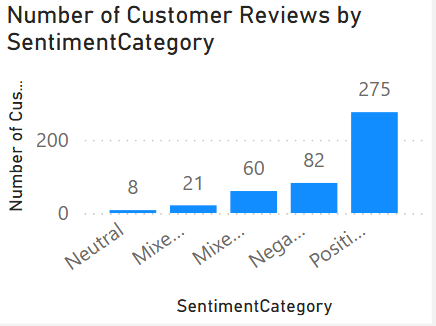 Number of Customer Reviews by
SentimentCategory
Number of Cus...
275
200
82
60
21
8
0
Neutral
Mixe...
Mixe...
Nega...
Positi...
SentimentCategory